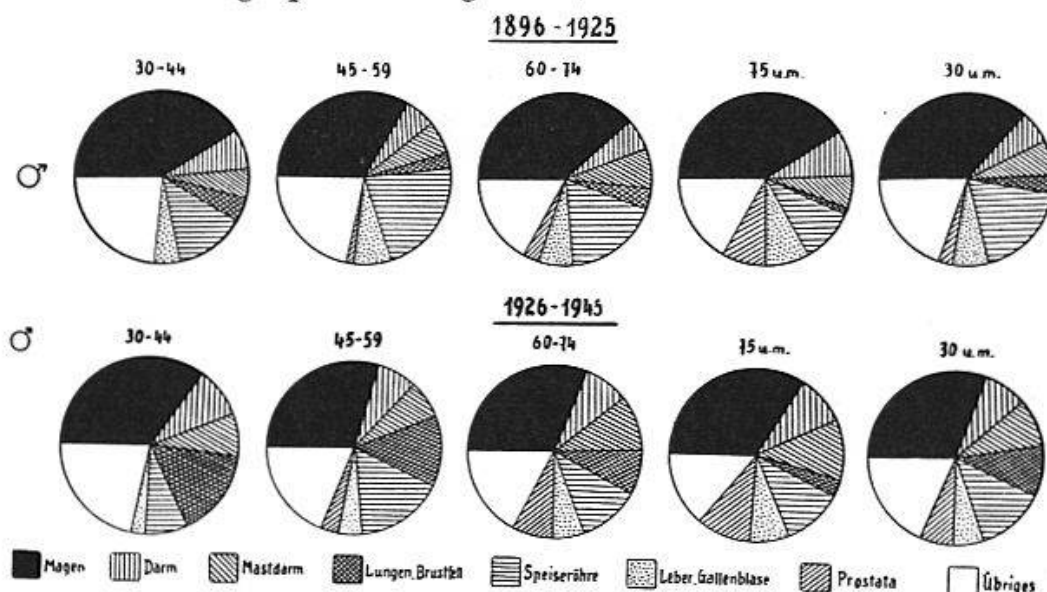 1896-1925
30-44 45-59 60-74 75 u.m. 30 u.m.
♂
1926-1945
♂
30-44 45-59 60-74 75 u.m. 30 u.m.
Magen Darm Mastdarm Lungen, Brustfell Speiseröhre Leber, Gallenblase Prostata Übriges